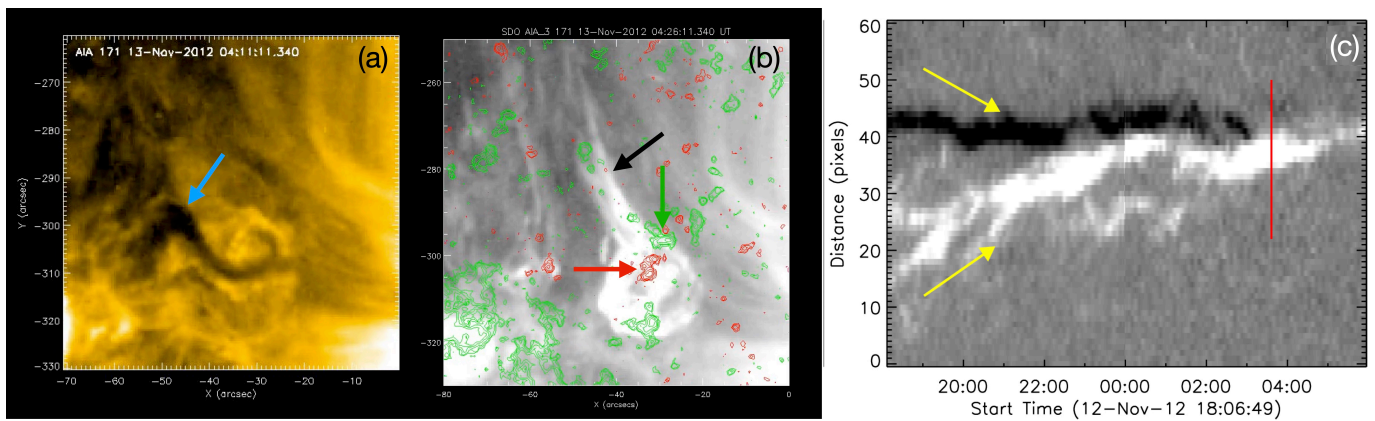 AIA 171 13-Nov-2012 04:11:11.340
(a)
-270
-280
-290
-300
-310
-320
-330
Y (arcsec)
-70 -60 -50 -40 -30 -20 -10
X (arcsec)
SDO AIA_3 171 13-Nov-2012 04:26:11.340 UT
(b)
-260
-280
-300
-320
-80 -60 -40 -20 0
X (arcsecs)
(c)
60
50
40
30
20
10
0
Distance (pixels)
20:00 22:00 00:00 02:00 04:00
Start Time (12-Nov-12 18:06:49)